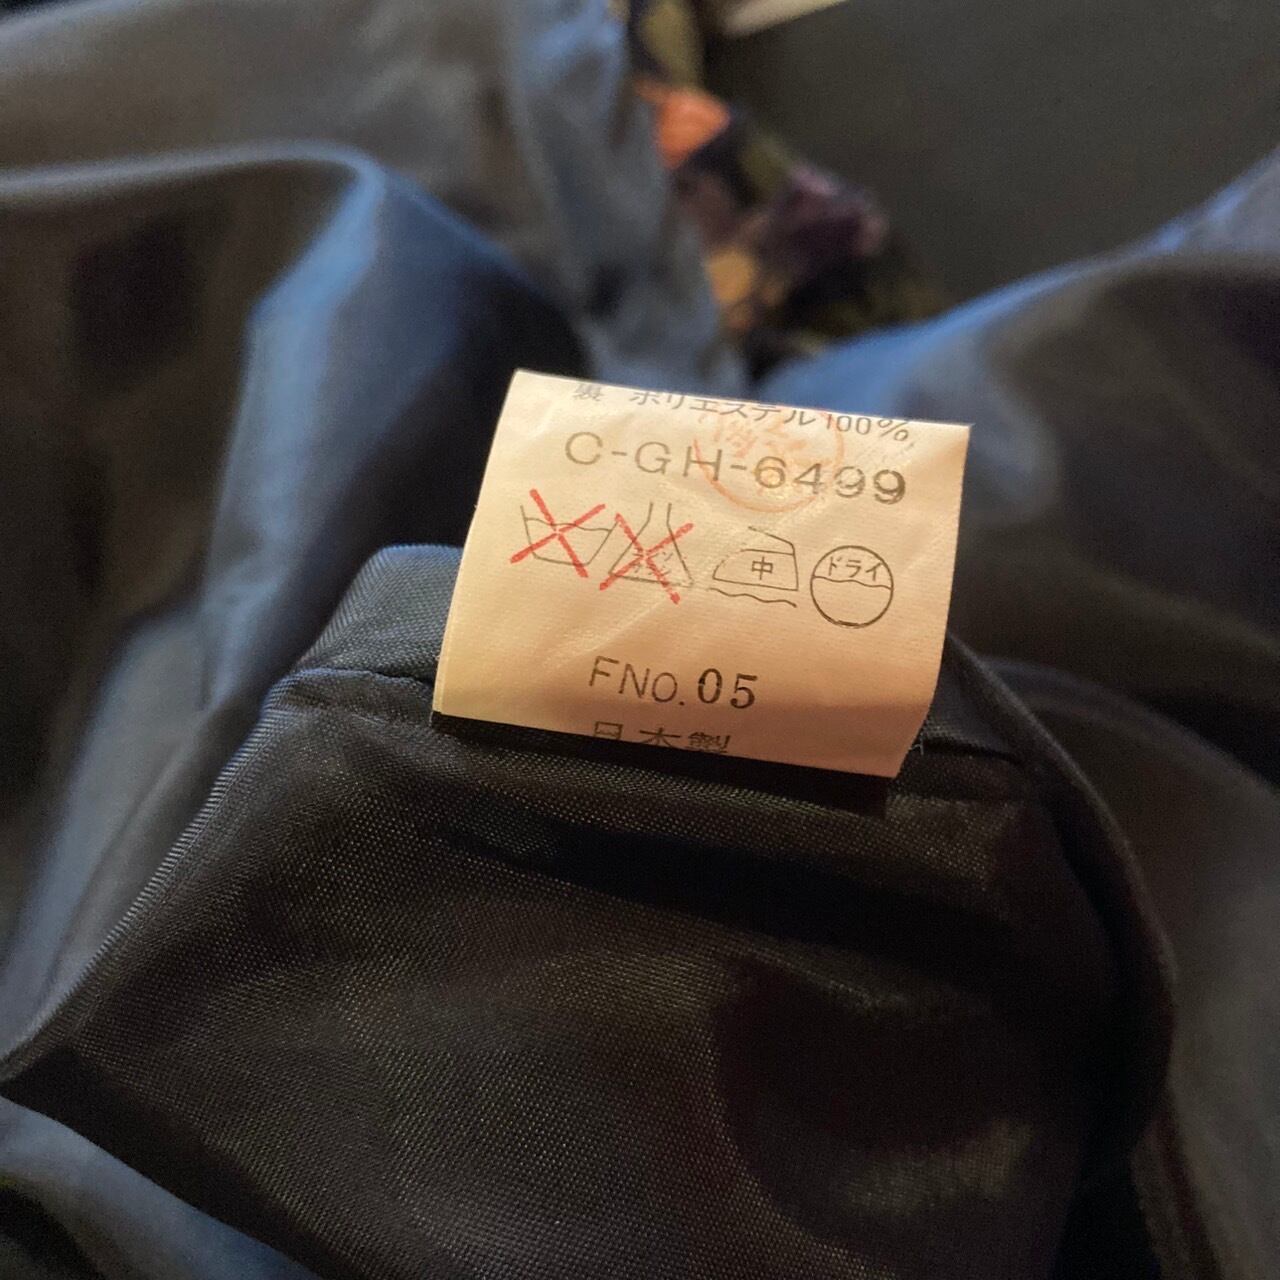 裏 ポリエステル100%
C-GH-6499
中 ドライ
FNO.05
日本製